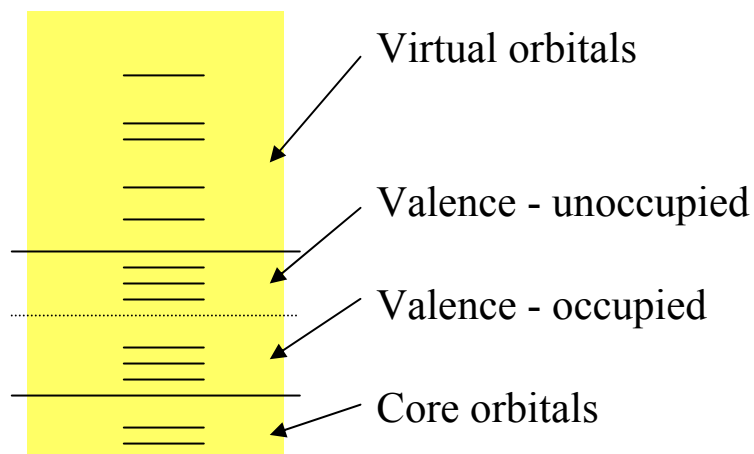 Virtual orbitals
Valence - unoccupied
Valence - occupied
Core orbitals